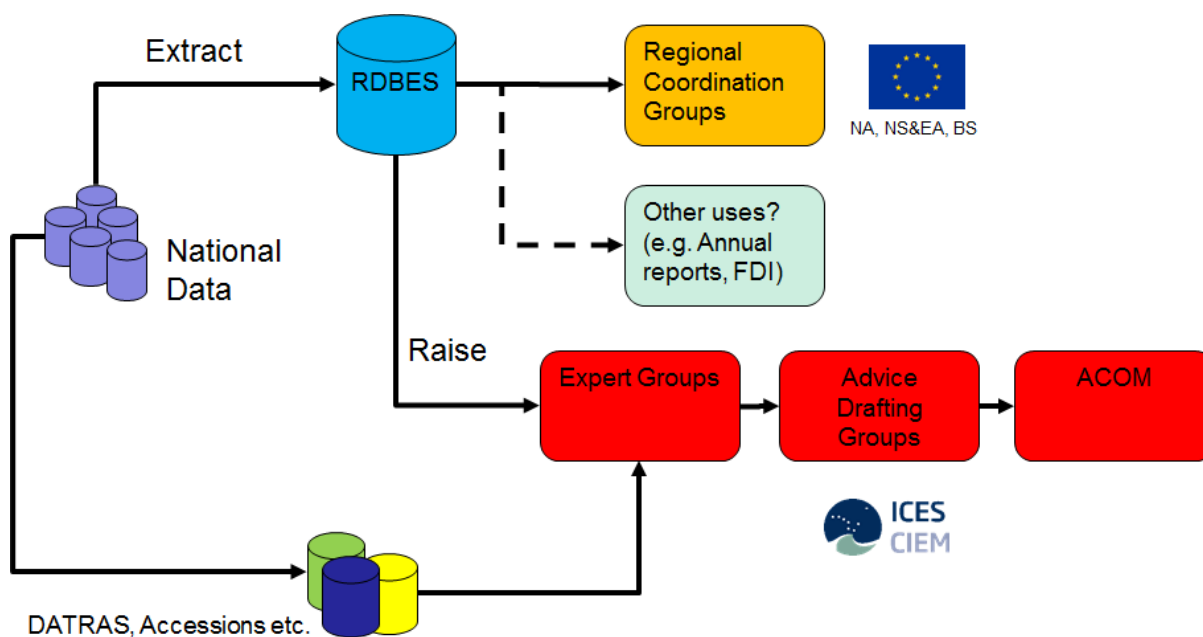 Extract
RDBES
Regional
Coordination
Groups
NA, NS&EA, BS
Other uses?
(e.g. Annual
reports, FDI)
National
Data
Raise
Expert Groups
Advice
Drafting
Groups
ACOM
ICES
CIEM
DATRAS, Accessions etc.